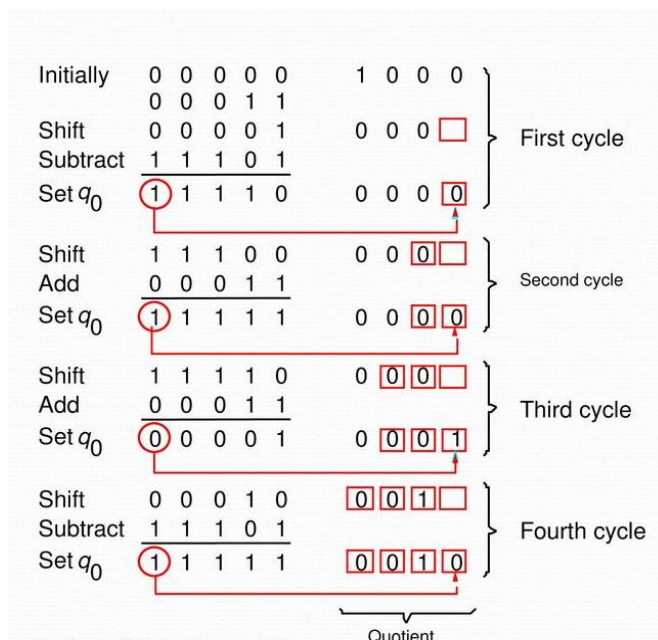 Initially 0 0 0 0 0 1 0 0 0
0 0 0 1 1
Shift 0 0 0 0 1 0 0 0
Subtract 1 1 1 0 1
First cycle
Set q0 1 1 1 1 0 0 0 0 0
Shift 1 1 1 0 0 0 0 0
Add 0 0 0 1 1
Second cycle
Set q0 1 1 1 1 1 0 0 0 0
Shift 1 1 1 1 0 0 0 0
Add 0 0 0 1 1
Third cycle
Set q0 0 0 0 0 1 0 0 0 1
Shift 0 0 0 1 0 0 0 1
Subtract 1 1 1 0 1
Fourth cycle
Set q0 1 1 1 1 1 0 0 1 0
Quotient